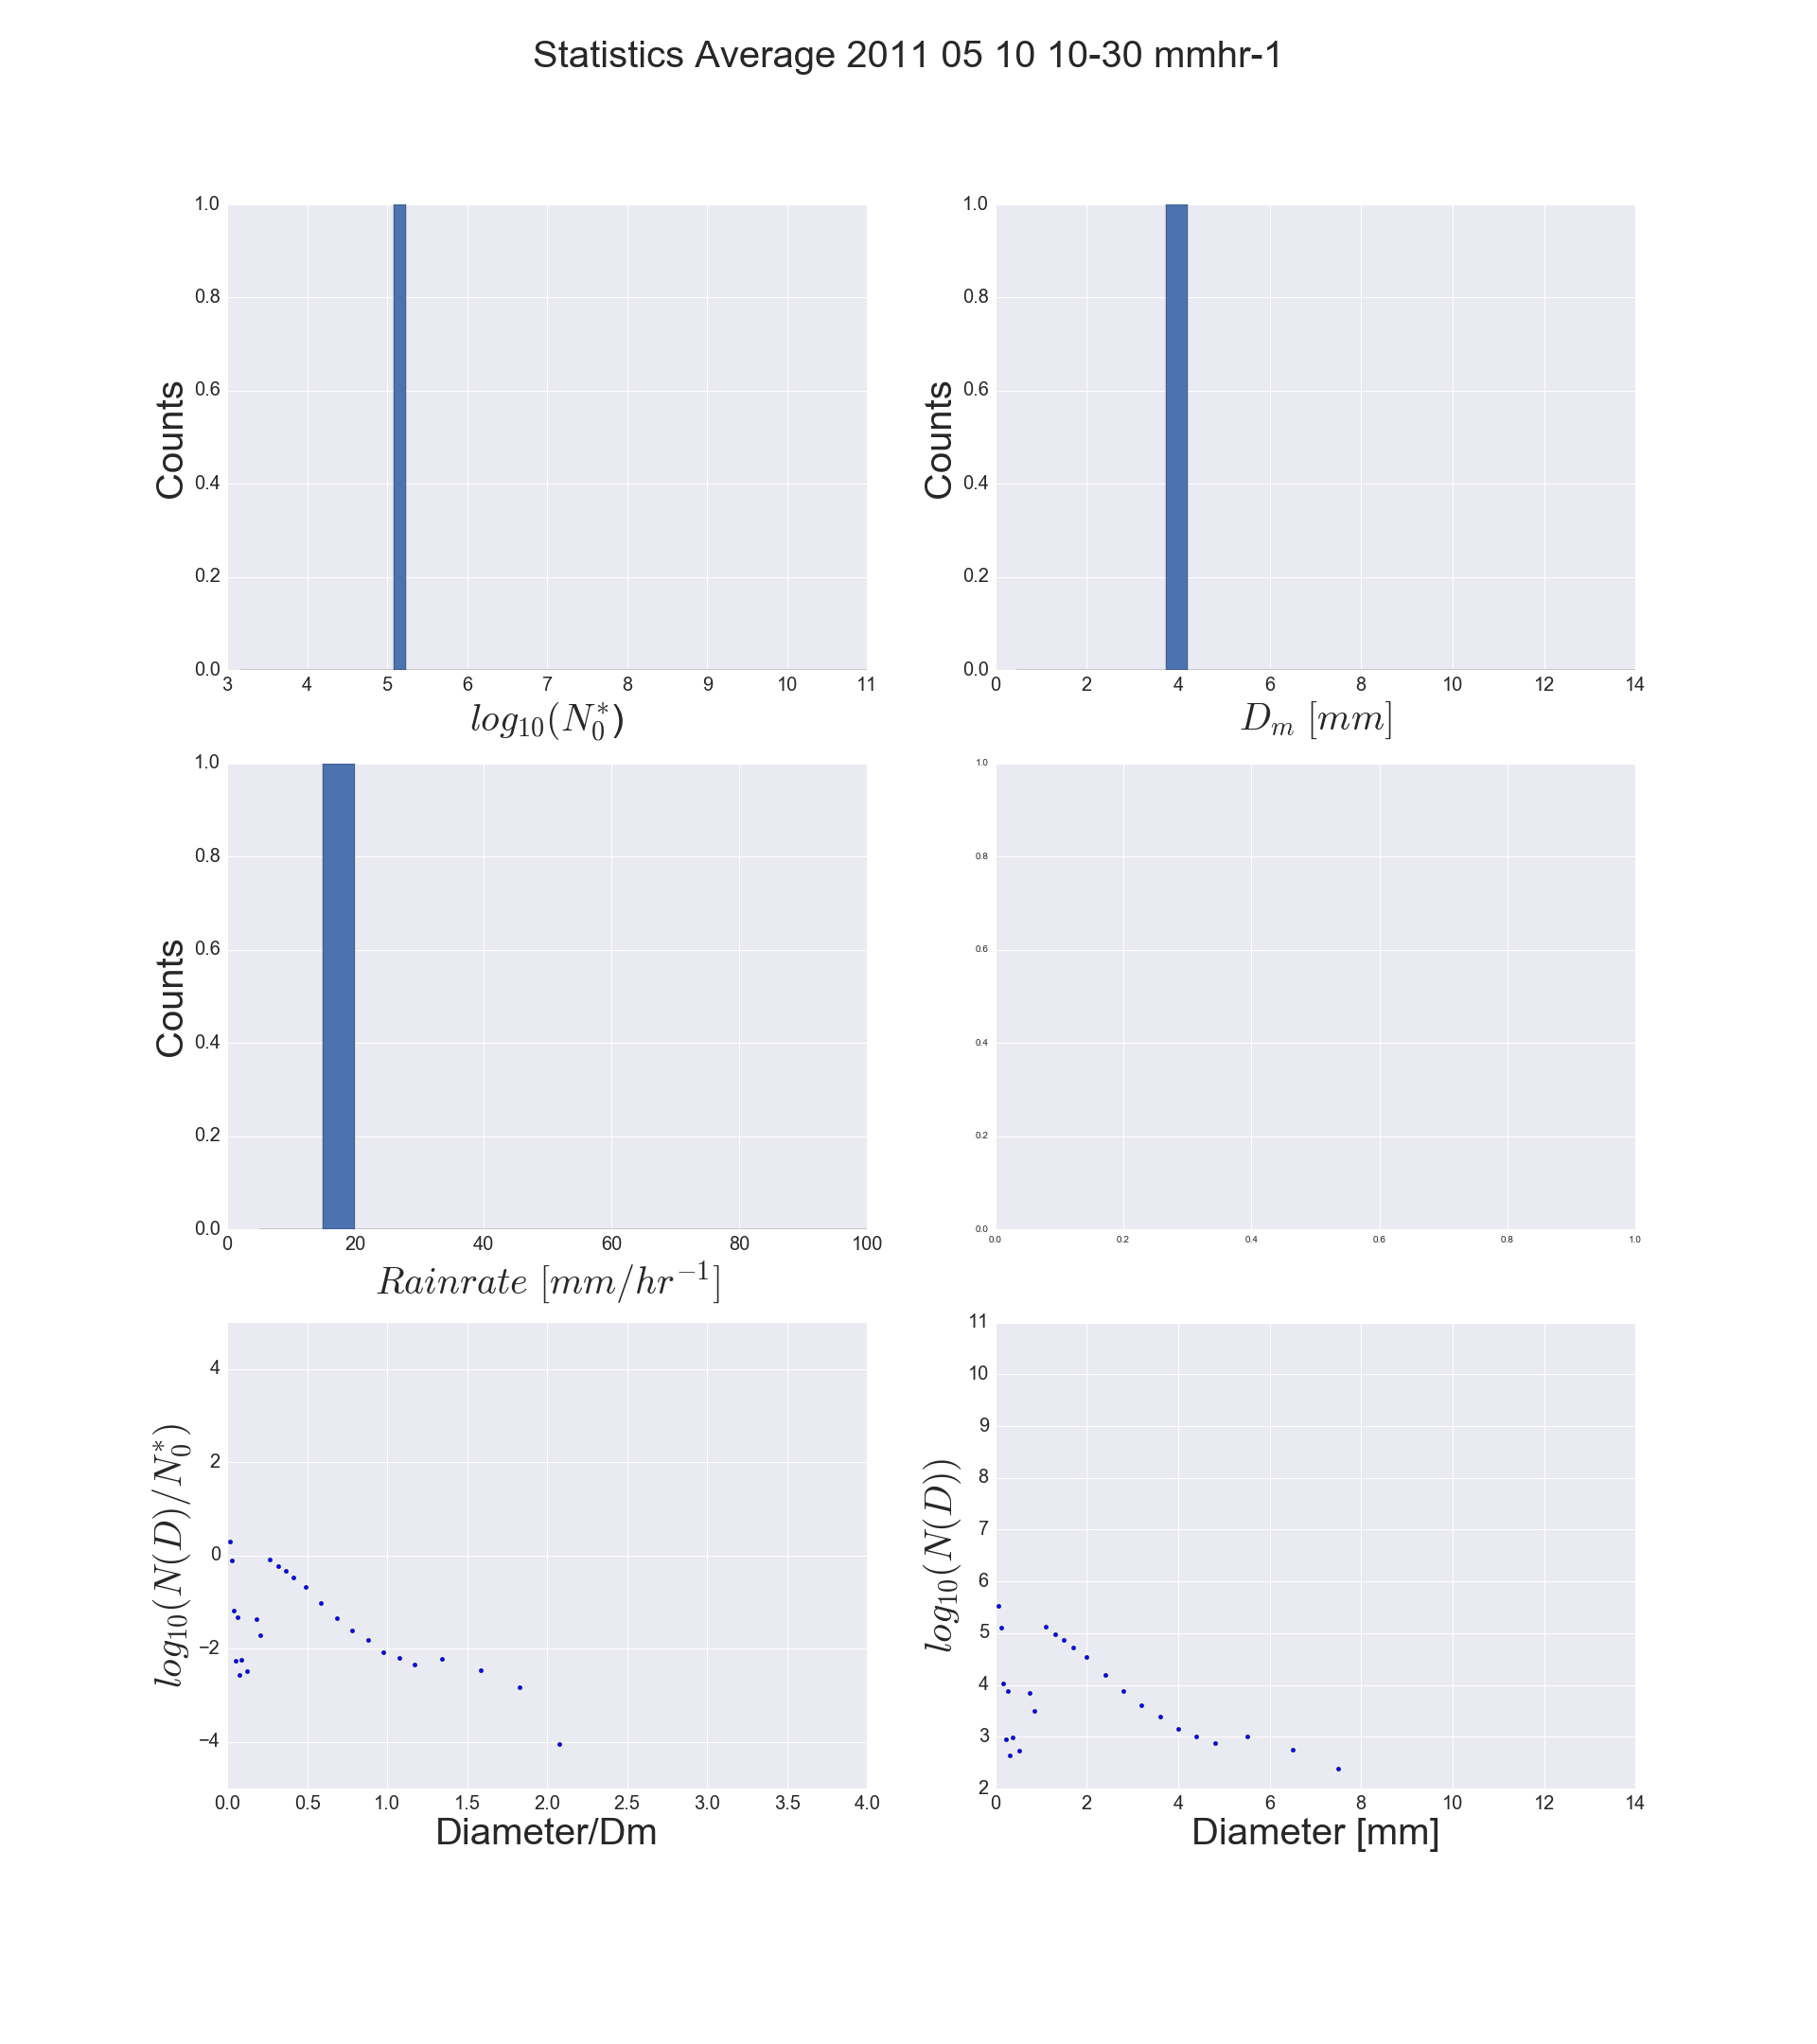 Statistics Average 2011 05 10 10-30 mmhr-1
1.0
0.8
0.6
0.4
0.2
0.0
Counts
3 4 5 6 7 8 9 10 11
log₁₀(N₀*)
1.0
0.8
0.6
0.4
0.2
0.0
Counts
0 2 4 6 8 10 12 14
Dₘ [mm]
1.0
0.8
0.6
0.4
0.2
0.0
Counts
0 20 40 60 80 100
Rainrate [mm/hr⁻¹]
1.0
0.8
0.6
0.4
0.2
0.0
0.0 0.2 0.4 0.6 0.8 1.0
4
2
0
−2
−4
log₁₀(N(D)/N₀*)
0.0 0.5 1.0 1.5 2.0 2.5 3.0 3.5 4.0
Diameter/Dm
11
10
9
8
7
6
5
4
3
2
log₁₀(N(D))
0 2 4 6 8 10 12 14
Diameter [mm]